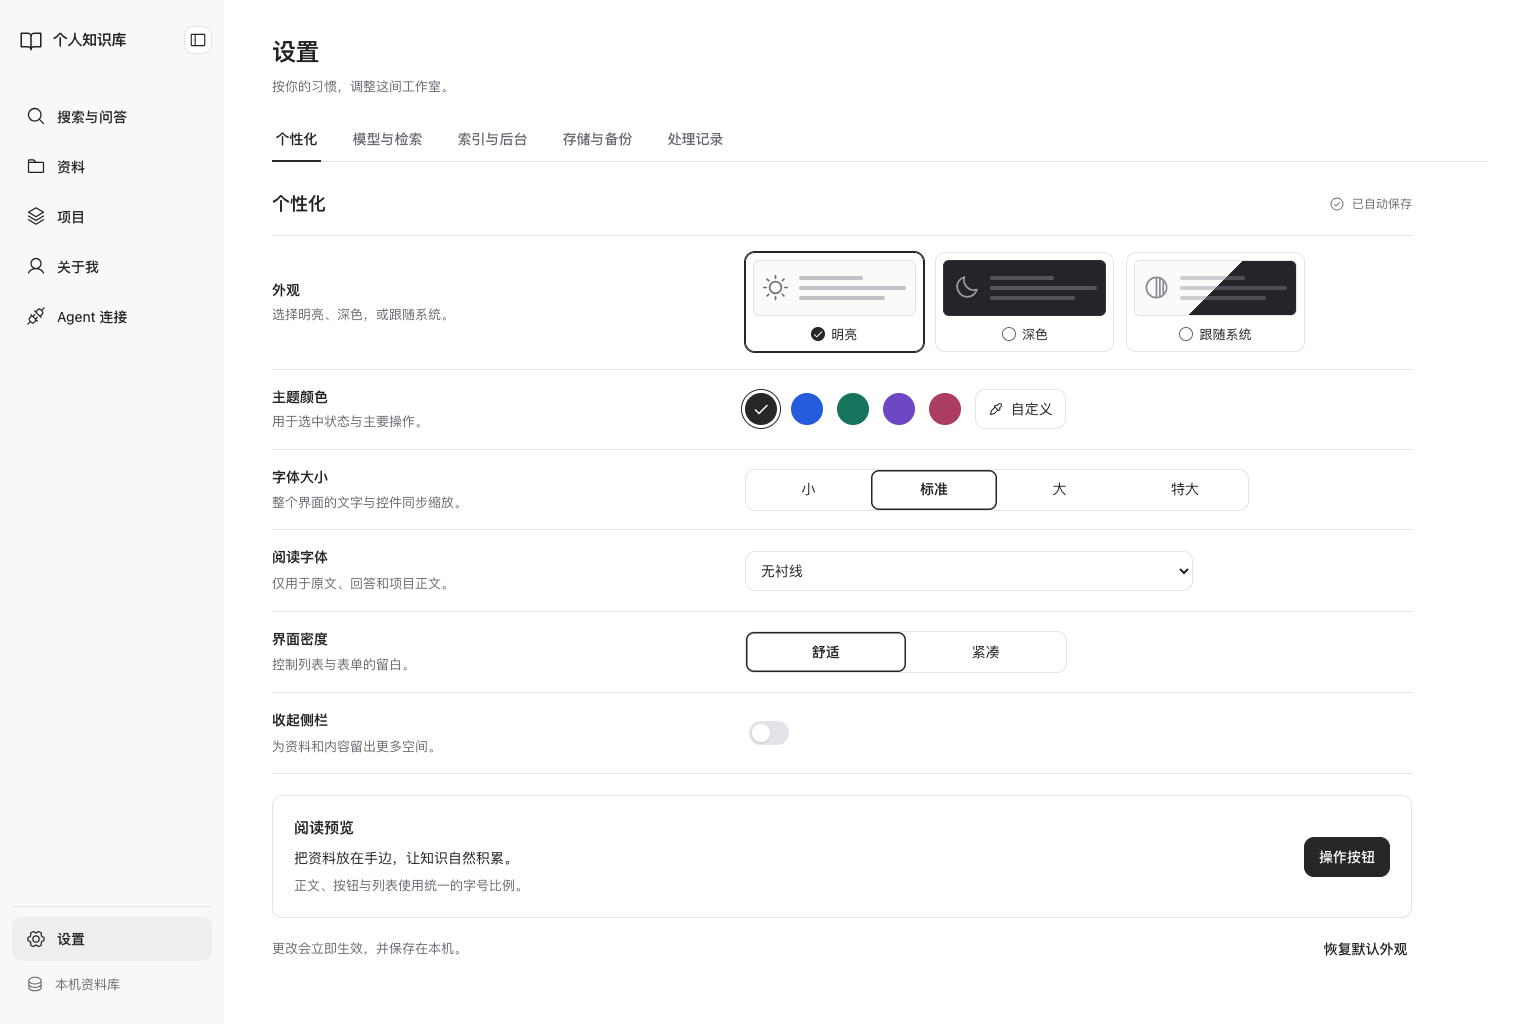 个人知识库
搜索与问答
资料
项目
关于我
Agent 连接
设置
本机资料库
设置
按你的习惯，调整这间工作室。
个性化
模型与检索
索引与后台
存储与备份
处理记录
个性化
已自动保存
外观
选择明亮、深色，或跟随系统。
明亮
深色
跟随系统
主题颜色
用于选中状态与主要操作。
自定义
字体大小
整个界面的文字与控件同步缩放。
小
标准
大
特大
阅读字体
仅用于原文、回答和项目正文。
无衬线
界面密度
控制列表与表单的留白。
舒适
紧凑
收起侧栏
为资料和内容留出更多空间。
阅读预览
把资料放在手边，让知识自然积累。
正文、按钮与列表使用统一的字号比例。
操作按钮
更改会立即生效，并保存在本机。
恢复默认外观